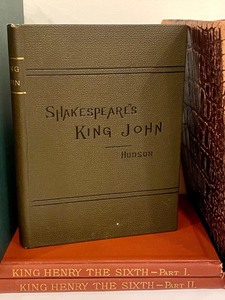 SHAKESPEARE'S
KING JOHN
HUDSON
KING HENRY THE SIXTH—PART I.
KING HENRY THE SIXTH—PART II.